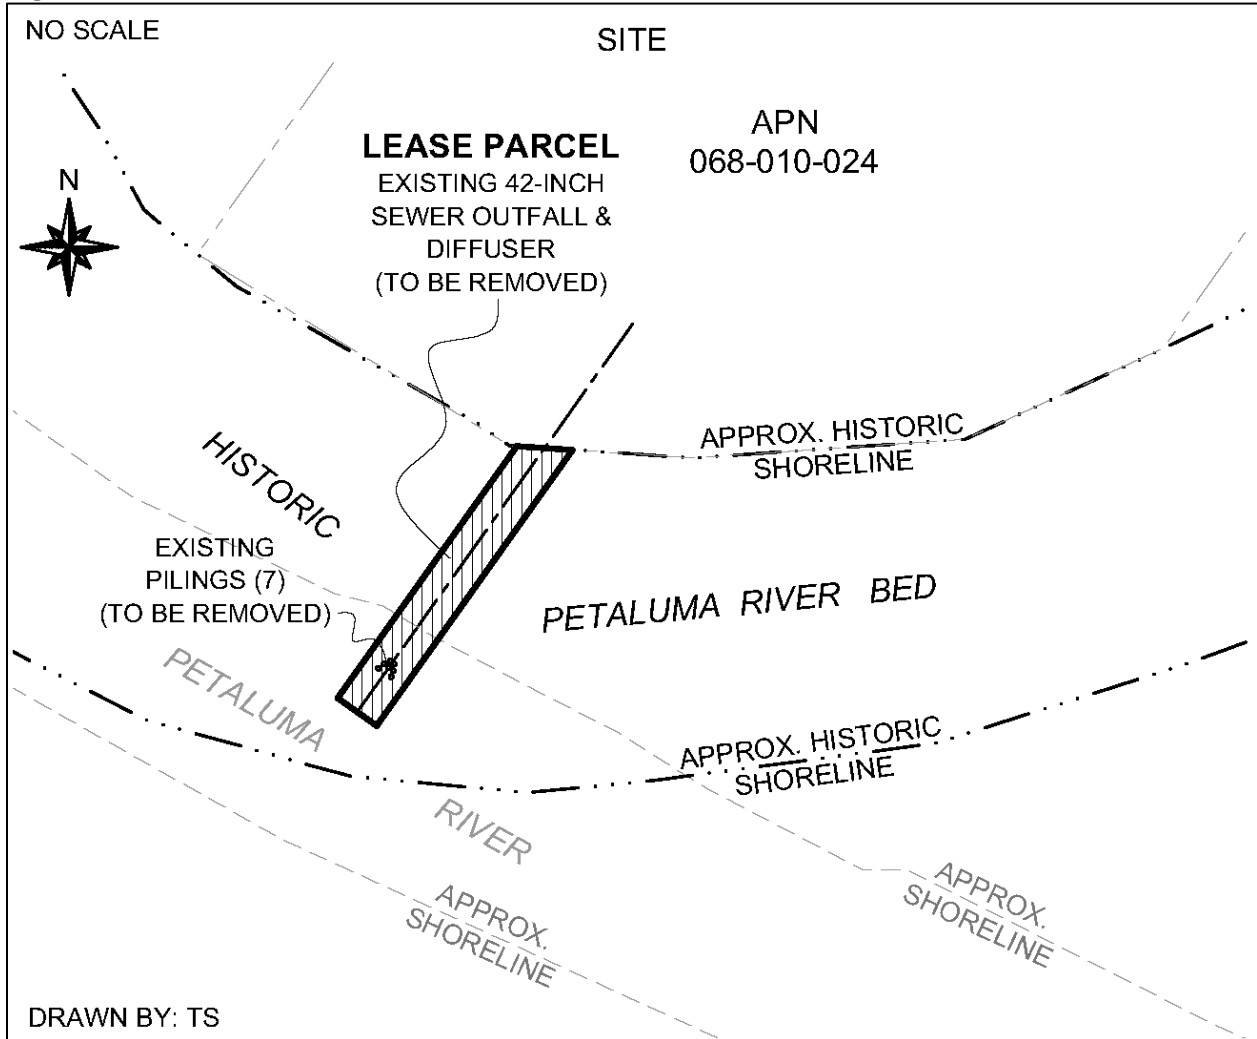 NO SCALE
SITE
APN
068-010-024
LEASE PARCEL
EXISTING 42-INCH
SEWER OUTFALL &
DIFFUSER
(TO BE REMOVED)
N
APPROX. HISTORIC
SHORELINE
HISTORIC
EXISTING
PILINGS (7)
(TO BE REMOVED)
PETALUMA RIVER BED
PETALUMA
APPROX. HISTORIC
SHORELINE
RIVER
APPROX.
SHORELINE
APPROX.
SHORELINE
DRAWN BY: TS